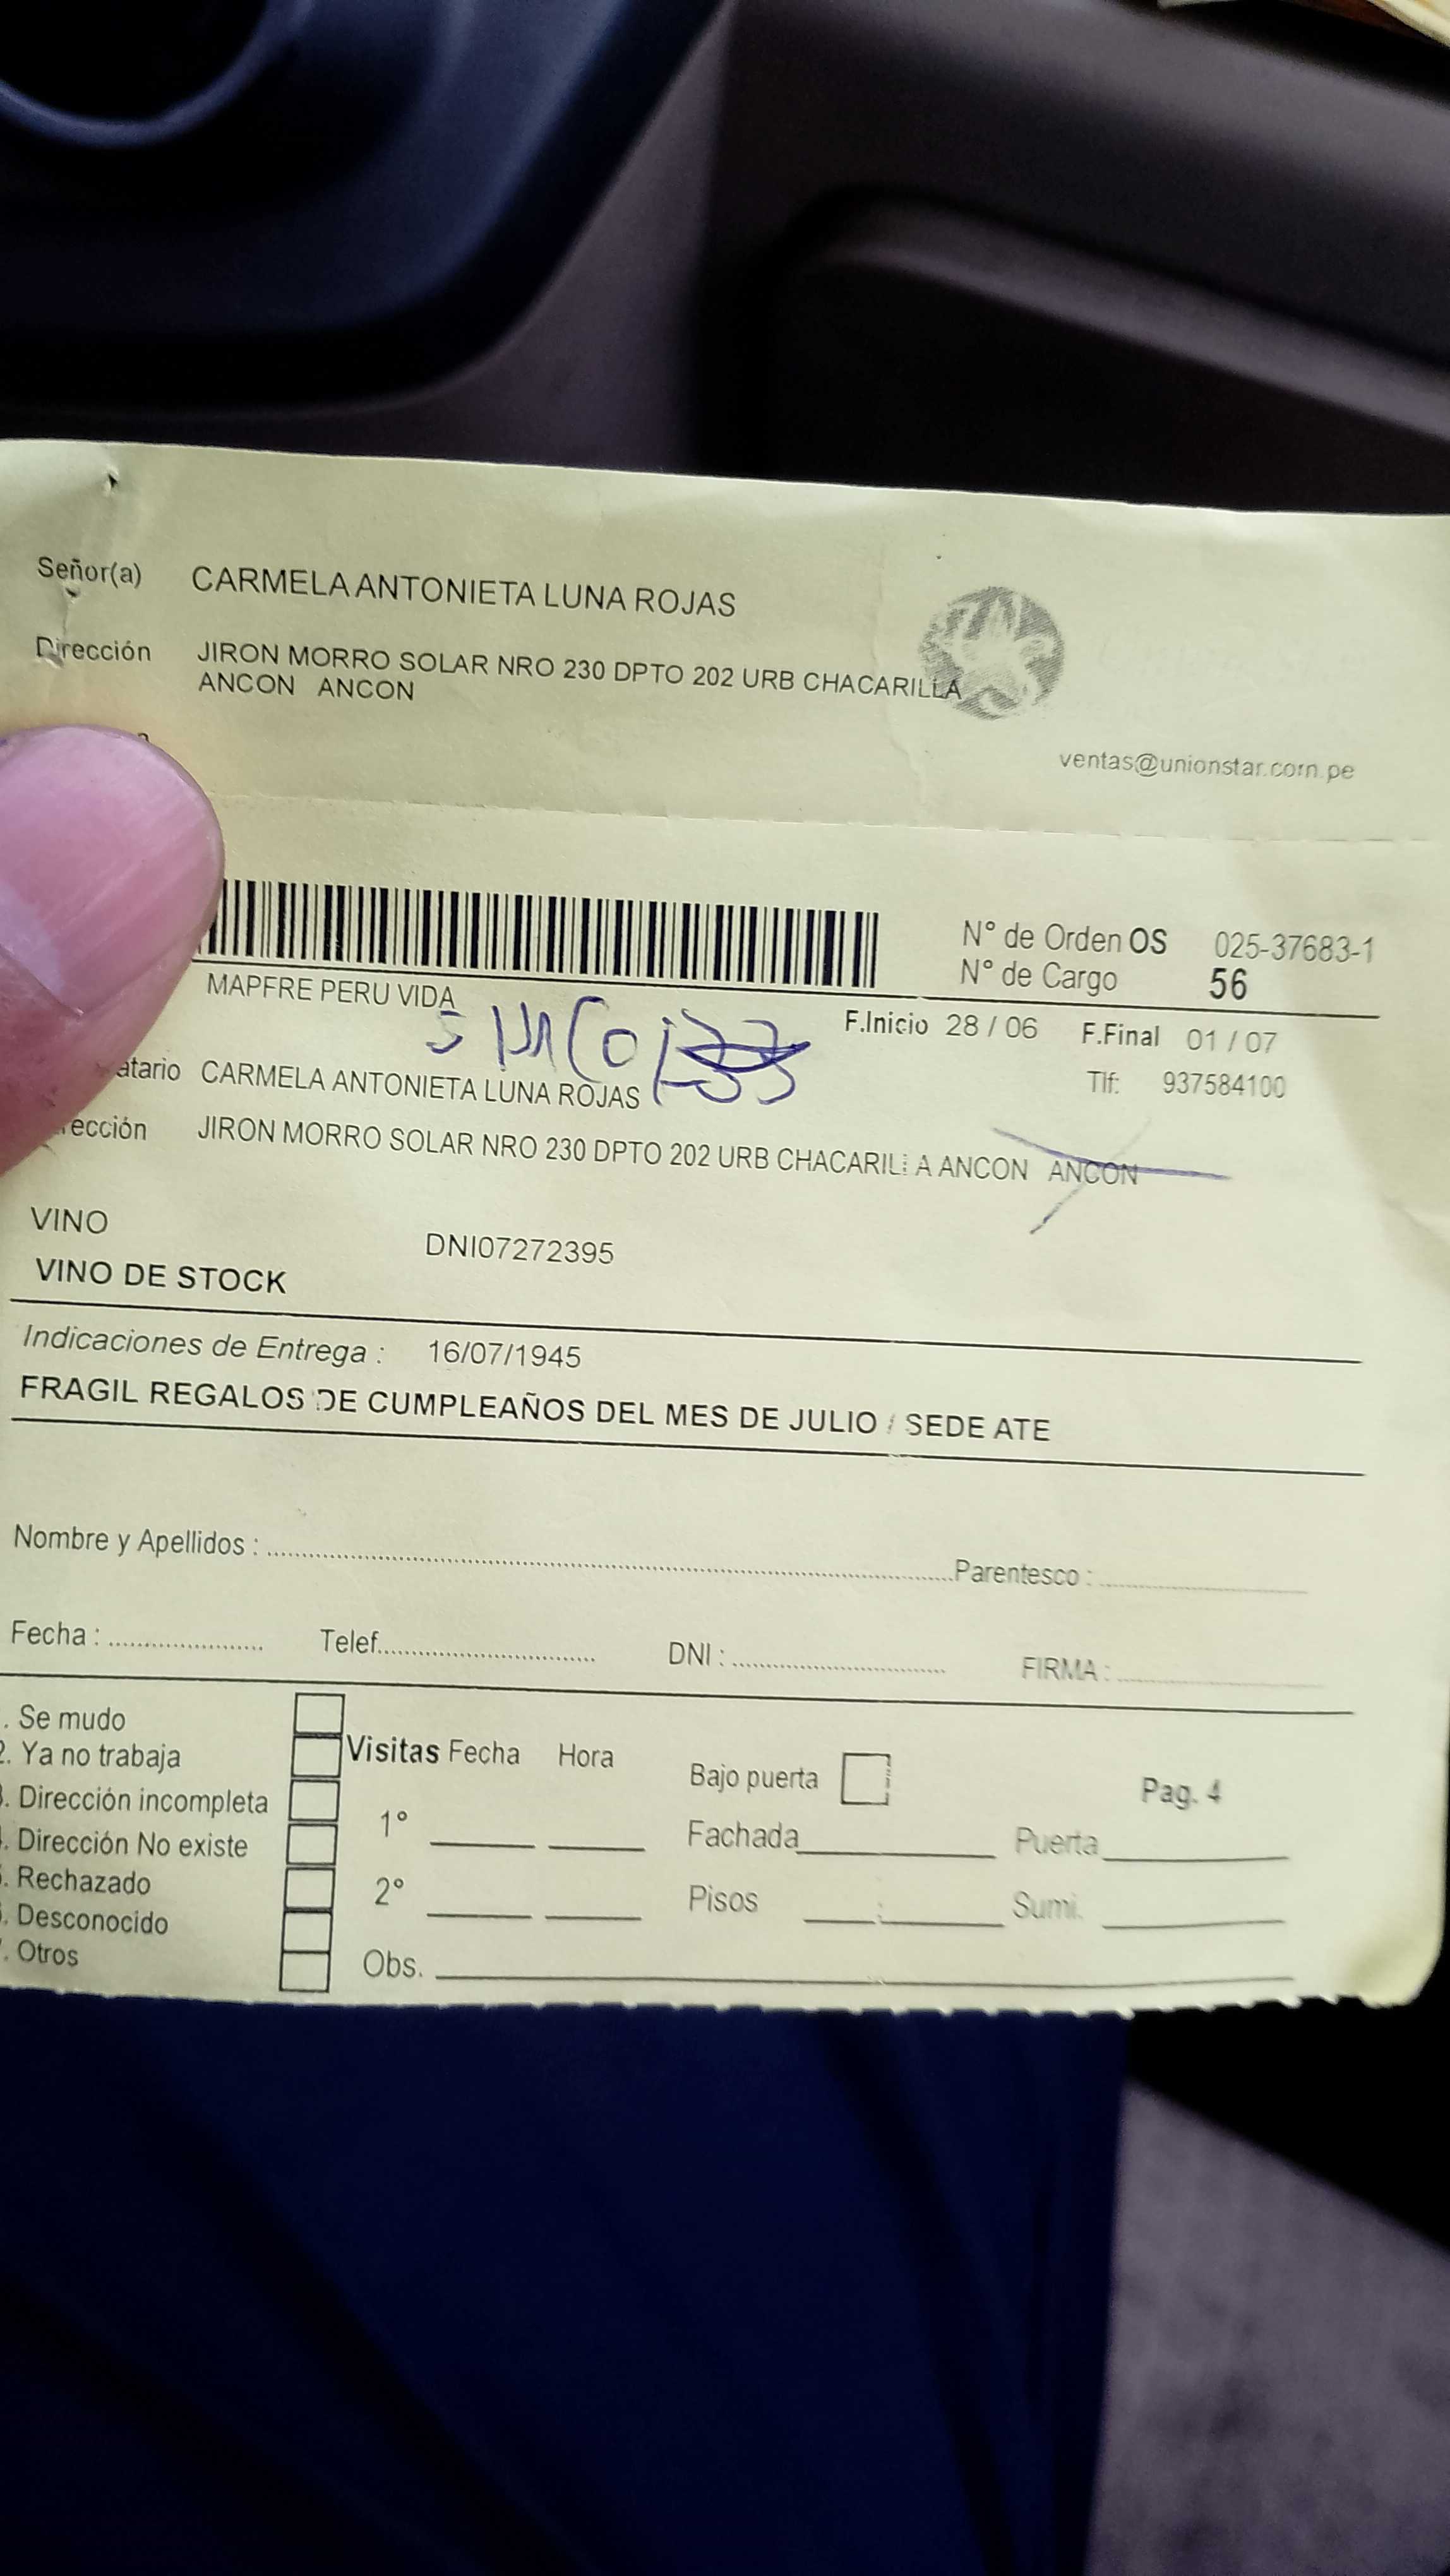 Señor(a) CARMELA ANTONIETA LUNA ROJAS
Dirección JIRON MORRO SOLAR NRO 230 DPTO 202 URB CHACARILLA
ANCON ANCON
ventas@unionstar.com.pe
N° de Orden OS 025-37683-1
N° de Cargo 56
MAPFRE PERU VIDA
F.Inicio 28 / 06 F.Final 01 / 07
Tlf: 937584100
atario CARMELA ANTONIETA LUNA ROJAS
rección JIRON MORRO SOLAR NRO 230 DPTO 202 URB CHACARILLA ANCON ANCON
VINO DNI07272395
VINO DE STOCK
Indicaciones de Entrega : 16/07/1945
FRAGIL REGALOS DE CUMPLEAÑOS DEL MES DE JULIO / SEDE ATE
Nombre y Apellidos : Parentesco :
Fecha : Telef. DNI : FIRMA :
. Se mudo
2. Ya no trabaja
3. Dirección incompleta
. Dirección No existe
. Rechazado
. Desconocido
. Otros
Visitas Fecha Hora
1°
2°
Obs.
Bajo puerta Pag. 4
Fachada Puerta
Pisos Sumi.